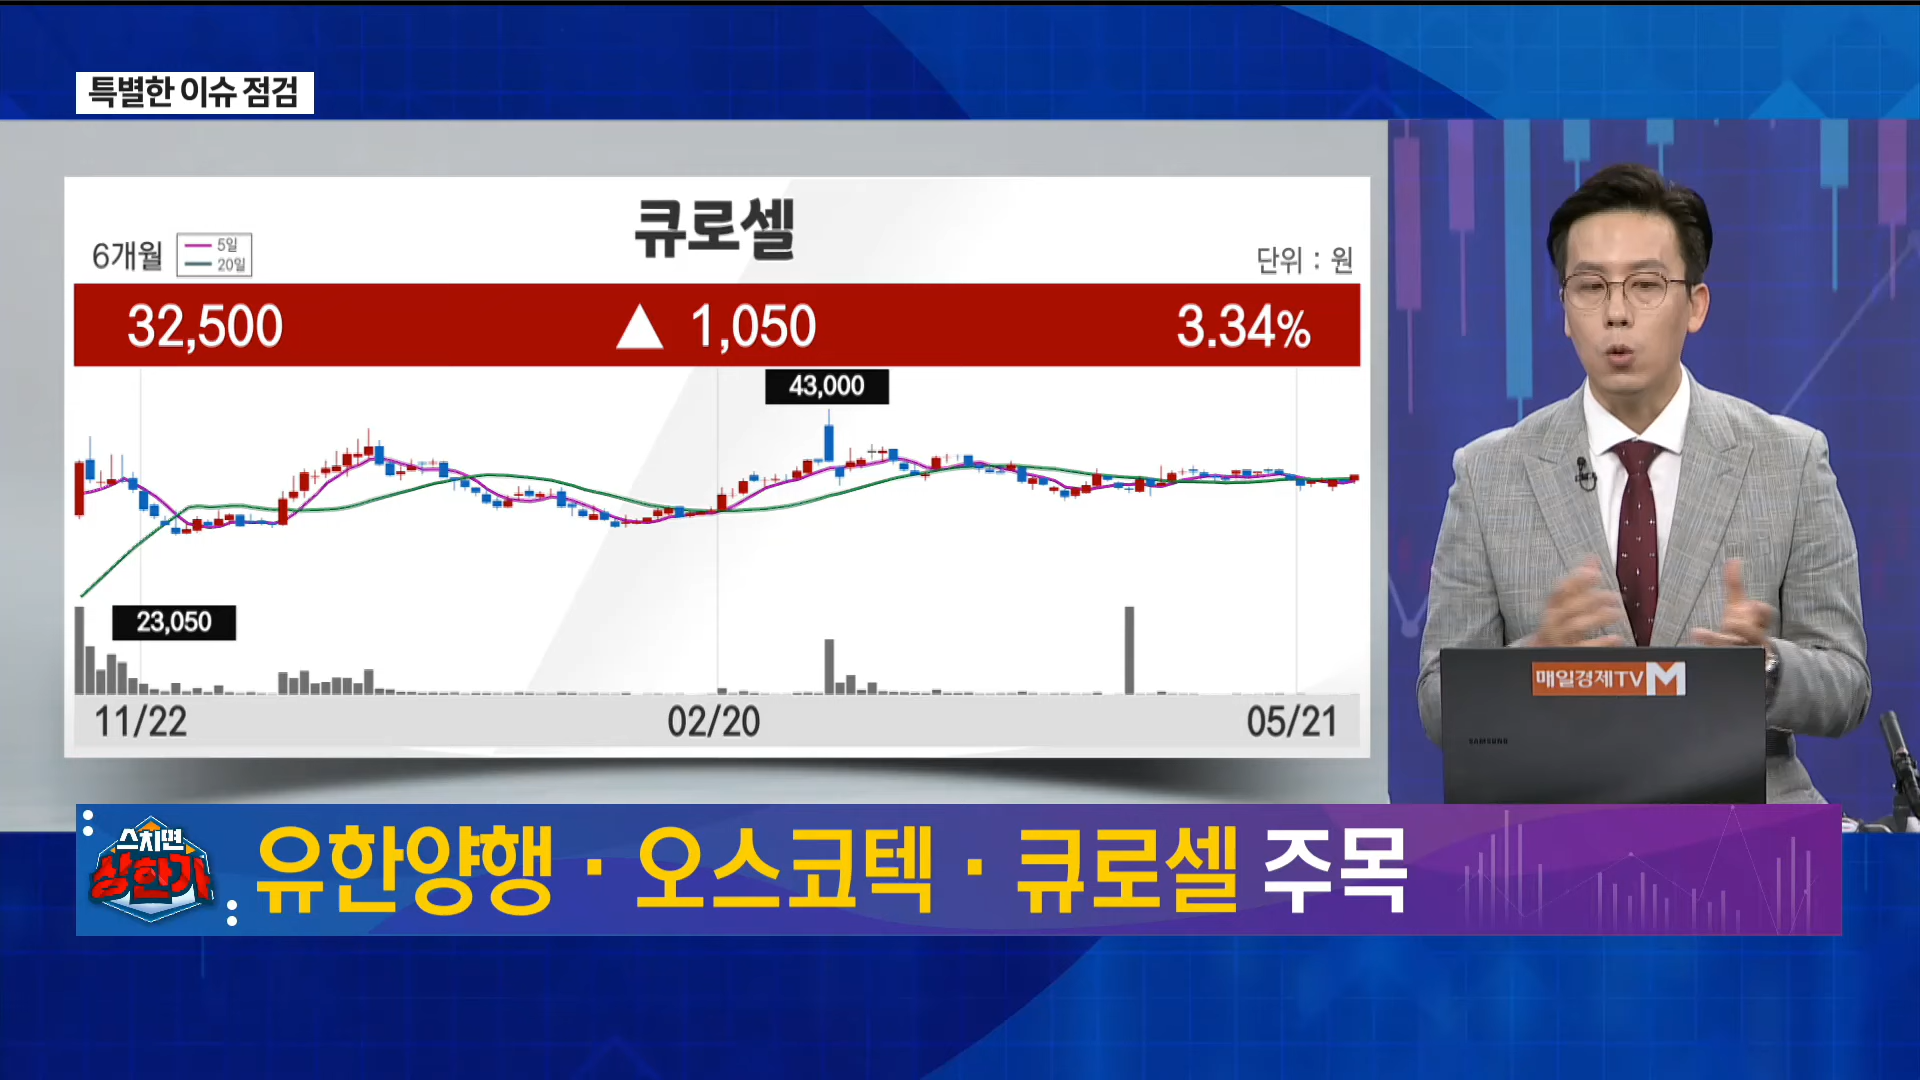 특별한 이슈 점검
큐로셀
6개월
5일
20일
단위 : 원
32,500 ▲ 1,050 3.34%
43,000
23,050
11/22 02/20 05/21
매일경제TV M
SAMSUNG
스치면
상한가
유한양행 · 오스코텍 · 큐로셀 주목